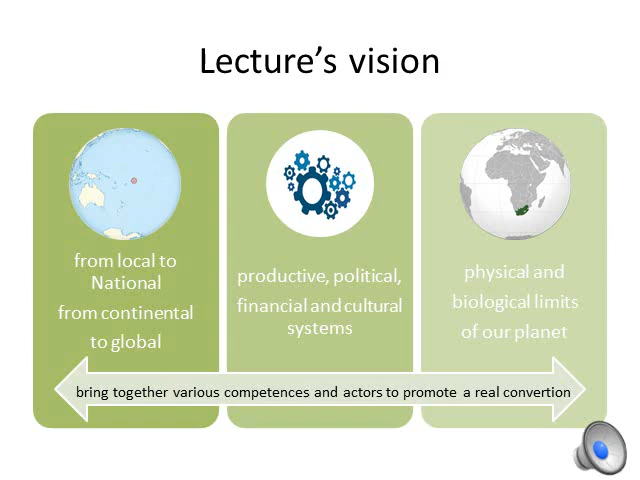 Lecture’s vision
from local to
National
from continental
to global
productive, political,
financial and cultural
systems
physical and
biological limits
of our planet
bring together various competences and actors to promote a real convertion